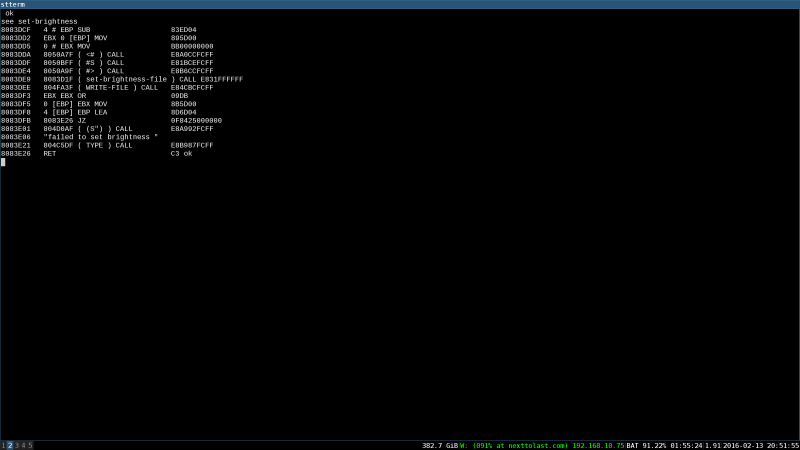 stterm
ok
see set-brightness
8083DCF 4 # EBP SUB 83ED04
8083DD2 EBX 0 [EBP] MOV 895D00
8083DD5 0 # EBX MOV BB00000000
8083DDA 8050A7F ( <# ) CALL E8A0CCFCFF
8083DDF 8050BFF ( #S ) CALL E81BCEFCFF
8083DE4 8050A9F ( #> ) CALL E8B6CCFCFF
8083DE9 8083D1F ( set-brightness-file ) CALL E831FFFFFF
8083DEE 804FA3F ( WRITE-FILE ) CALL E84CBCFCFF
8083DF3 EBX EBX OR 09DB
8083DF5 0 [EBP] EBX MOV 8B5D00
8083DF8 4 [EBP] EBP LEA 8D6D04
8083DFB 8083E26 JZ 0F8425000000
8083E01 804D0AF ( (S") ) CALL E8A992FCFF
8083E06 "failed to set brightness "
8083E21 804C5DF ( TYPE ) CALL E8B987FCFF
8083E26 RET C3 ok
1 2 3 4 5 382.7 GiB W: (091% at nexttolast.com) 192.168.10.75 BAT 91.22% 01:55:24 1.91 2016-02-13 20:51:55